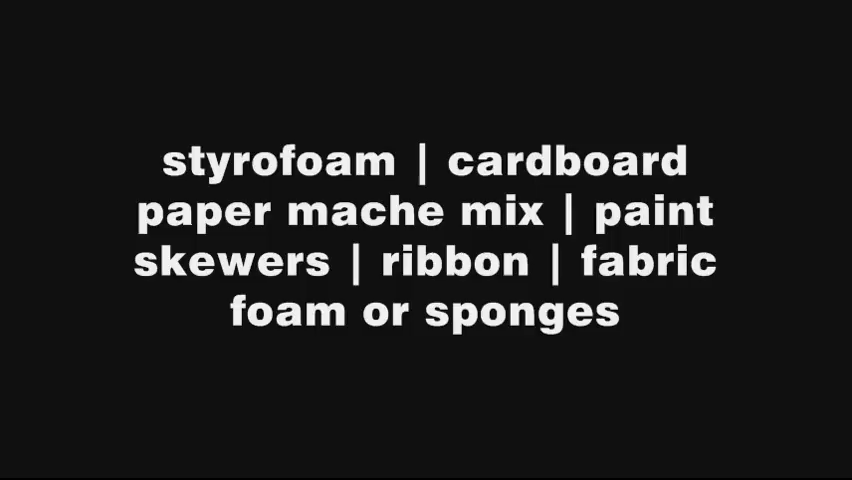 styrofoam | cardboard
paper mache mix | paint
skewers | ribbon | fabric
foam or sponges